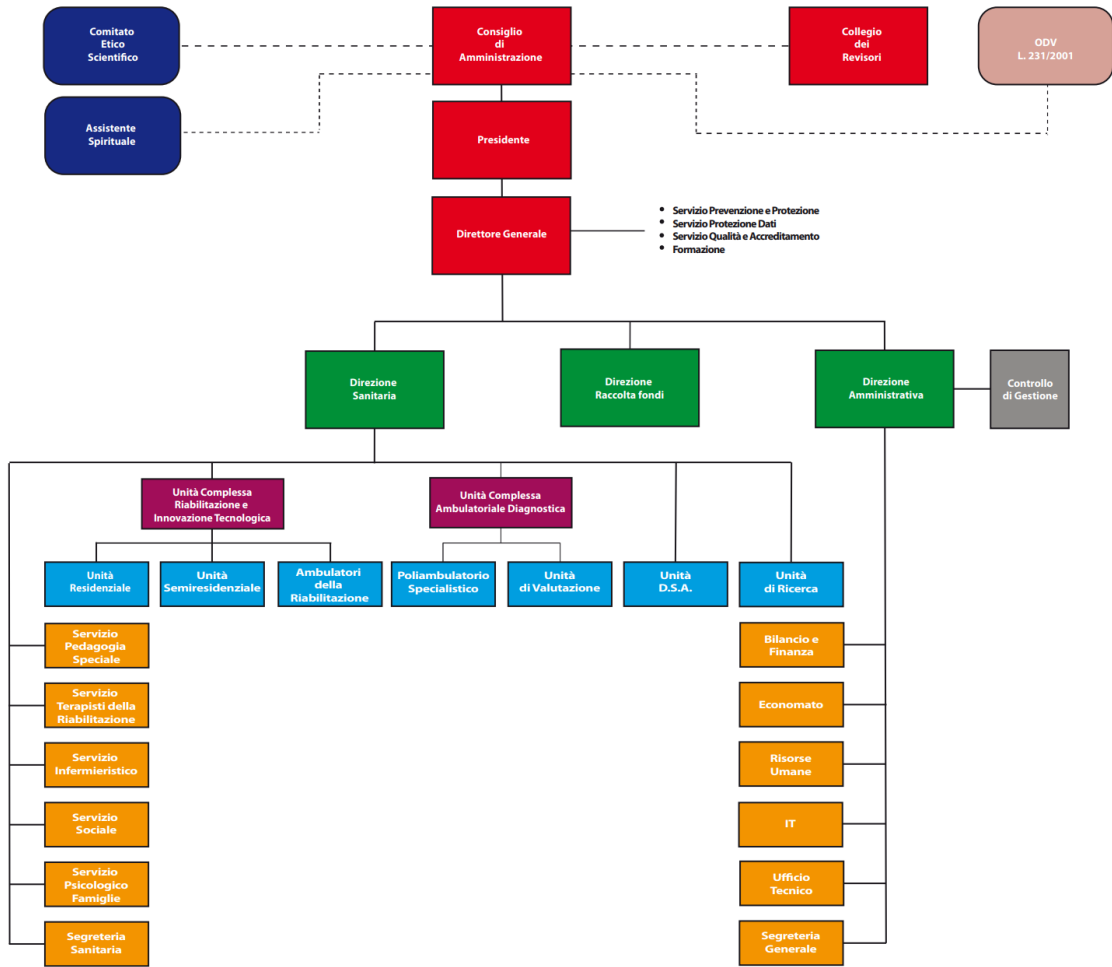 Comitato
Etico
Scientifico
Consiglio
di
Amministrazione
Collegio
dei
Revisori
ODV
L. 231/2001
Assistente
Spirituale
Presidente
Direttore Generale
• Servizio Prevenzione e Protezione
• Servizio Protezione Dati
• Servizio Qualità e Accreditamento
• Formazione
Direzione
Sanitaria
Direzione
Raccolta fondi
Direzione
Amministrativa
Controllo
di Gestione
Unità Complessa
Riabilitazione e
Innovazione Tecnologica
Unità Complessa
Ambulatoriale Diagnostica
Unità
Residenziale
Unità
Semiresidenziale
Ambulatori
della
Riabilitazione
Poliambulatorio
Specialistico
Unità
di Valutazione
Unità
D.S.A.
Unità
di Ricerca
Servizio
Pedagogia
Speciale
Servizio
Terapisti della
Riabilitazione
Servizio
Infermieristico
Servizio
Sociale
Servizio
Psicologico
Famiglie
Segreteria
Sanitaria
Bilancio e
Finanza
Economato
Risorse
Umane
IT
Ufficio
Tecnico
Segreteria
Generale